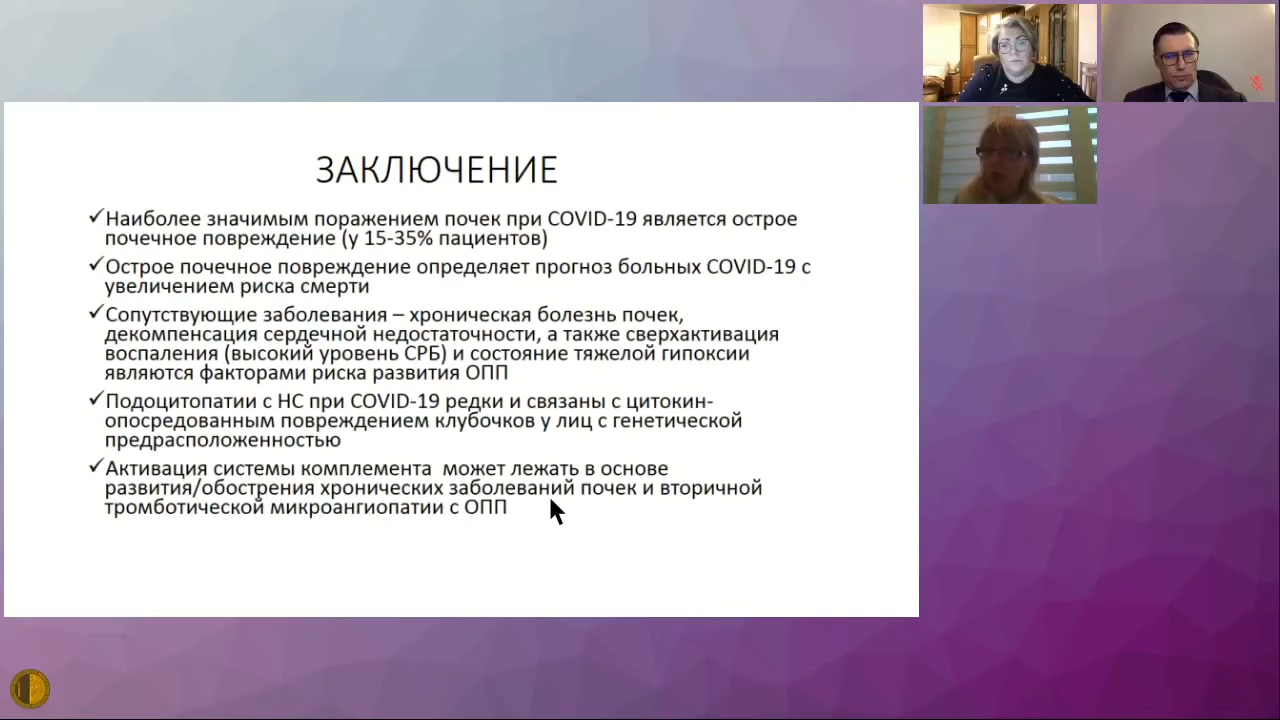 ЗАКЛЮЧЕНИЕ
✓Наиболее значимым поражением почек при COVID-19 является острое
почечное повреждение (у 15-35% пациентов)
✓Острое почечное повреждение определяет прогноз больных COVID-19 с
увеличением риска смерти
✓Сопутствующие заболевания – хроническая болезнь почек,
декомпенсация сердечной недостаточности, а также сверхактивация
воспаления (высокий уровень СРБ) и состояние тяжелой гипоксии
являются факторами риска развития ОПП
✓Подоцитопатии с НС при COVID-19 редки и связаны с цитокин-
опосредованным повреждением клубочков у лиц с генетической
предрасположенностью
✓Активация системы комплемента  может лежать в основе
развития/обострения хронических заболеваний почек и вторичной
тромботической микроангиопатии с ОПП